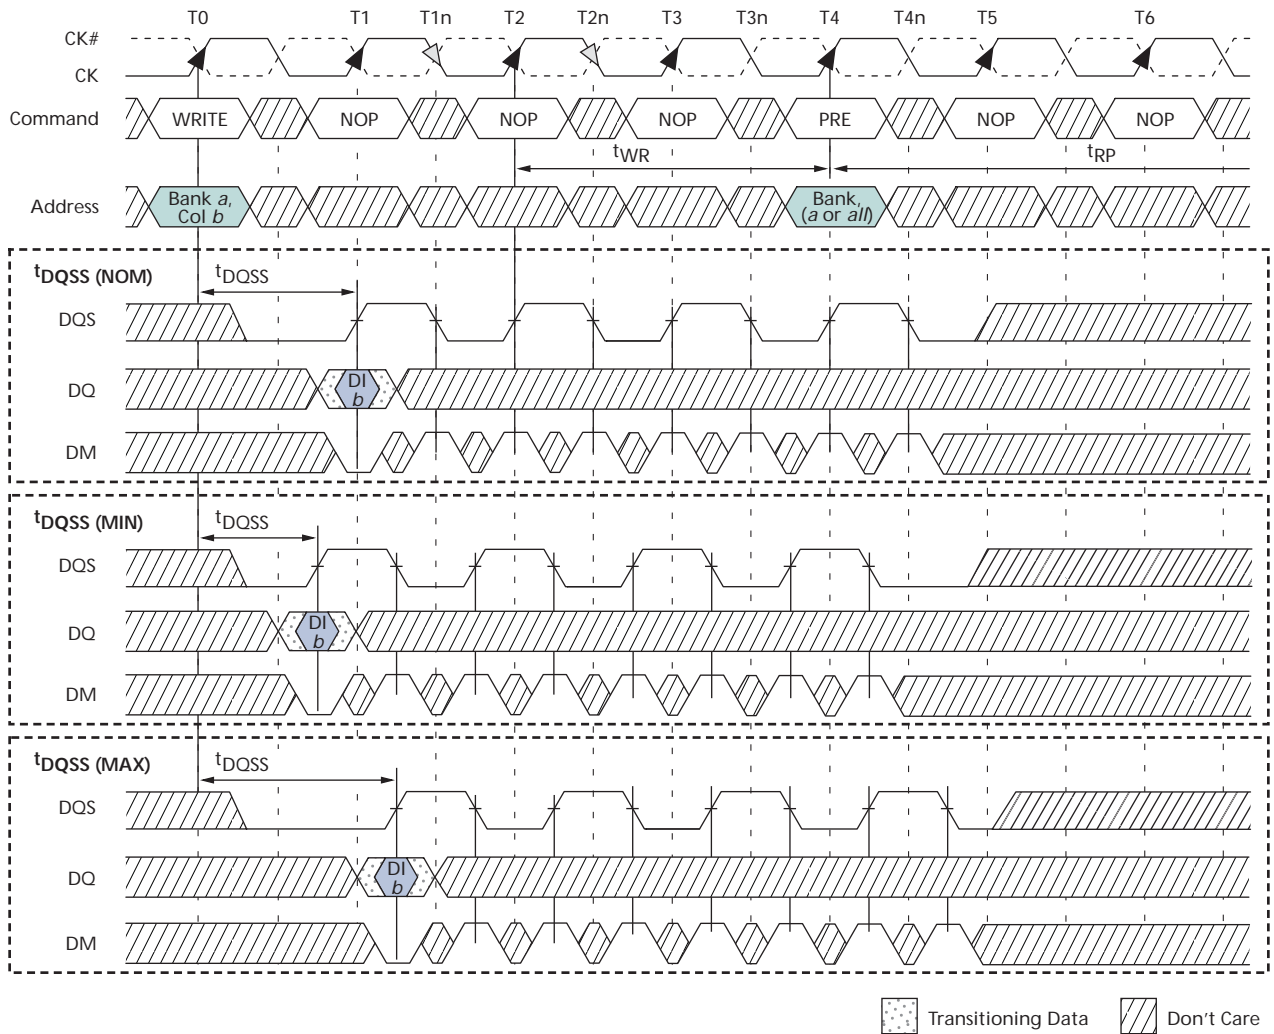 T0 T1 T1n T2 T2n T3 T3n T4 T4n T5 T6
CK#
CK
Command WRITE NOP NOP NOP PRE NOP NOP
tWR tRP
Address Bank a, Col b Bank, (a or all)
tDQSS (NOM) tDQSS
DQS
DQ DI b
DM
tDQSS (MIN) tDQSS
DQS
DQ DI b
DM
tDQSS (MAX) tDQSS
DQS
DQ DI b
DM
Transitioning Data Don't Care